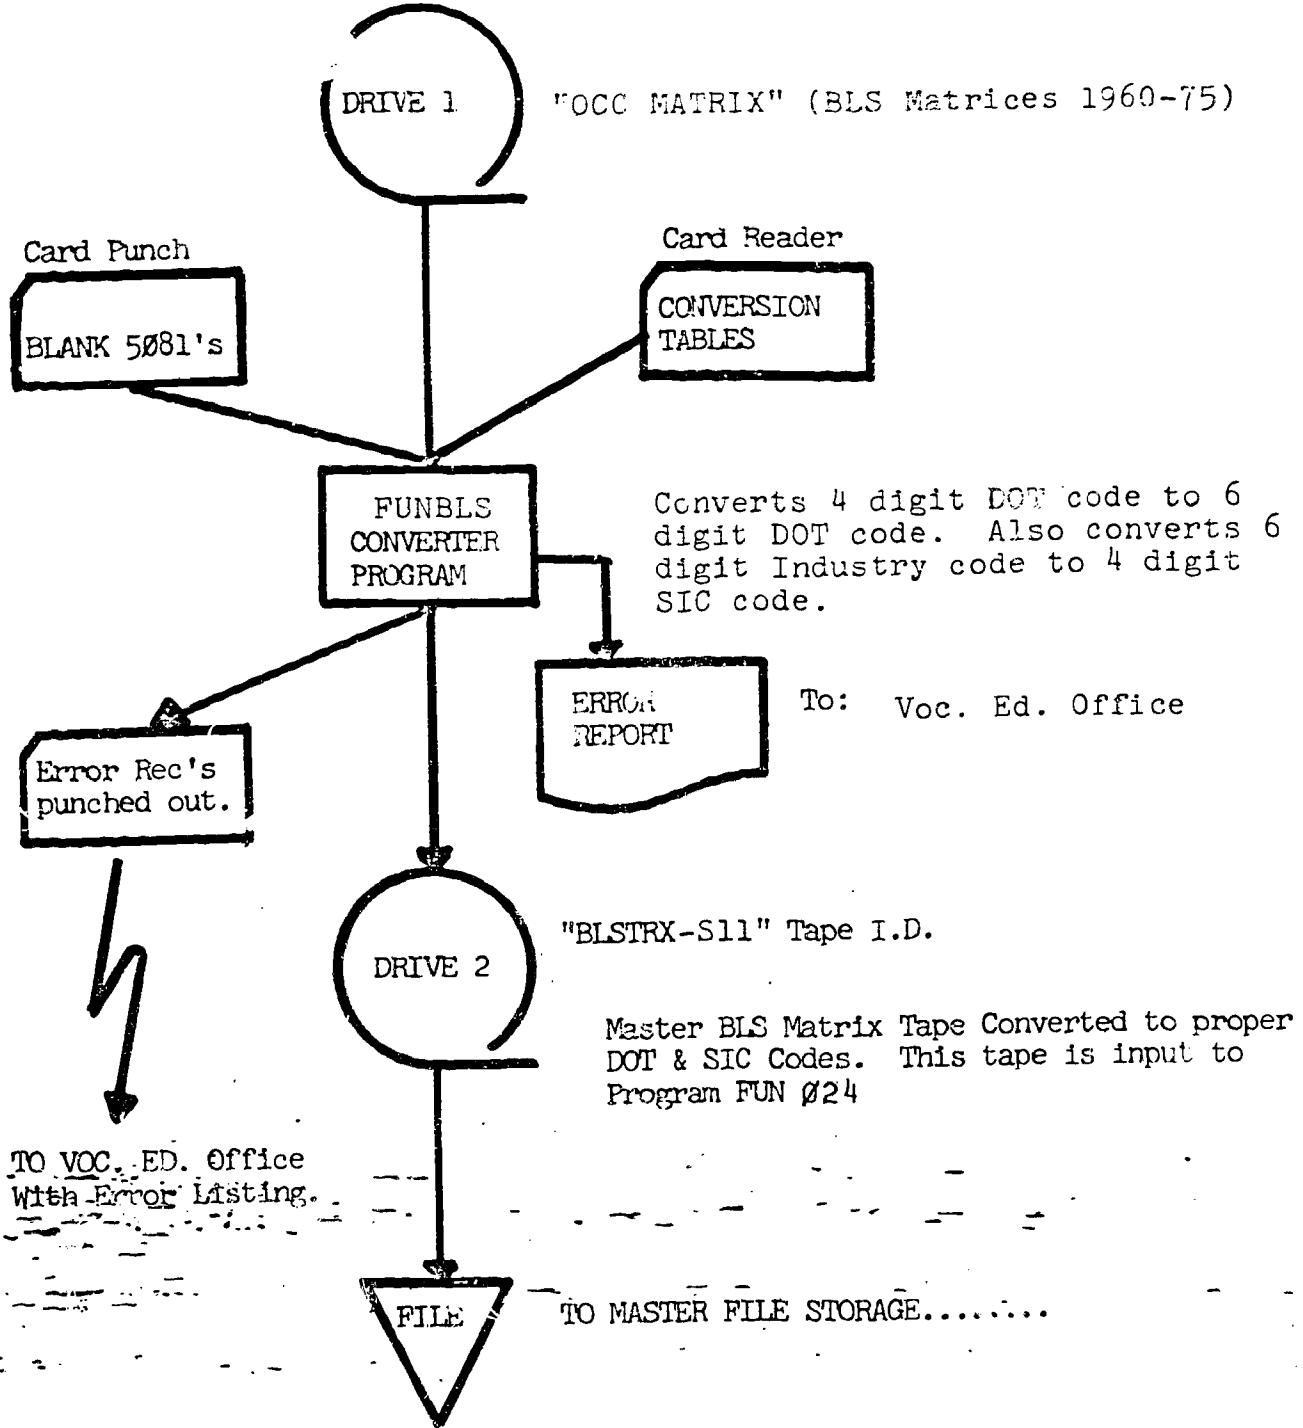 DRIVE 1
"OCC MATRIX" (BLS Matrices 1960-75)
Card Punch
BLANK 5Ø81's
Card Reader
CONVERSION
TABLES
FUNBLS
CONVERTER
PROGRAM
Converts 4 digit DOT code to 6
digit DOT code. Also converts 6
digit Industry code to 4 digit
SIC code.
ERROR
REPORT
To: Voc. Ed. Office
Error Rec's
punched out.
DRIVE 2
"BLSTRX-S11" Tape I.D.
Master BLS Matrix Tape Converted to proper
DOT & SIC Codes. This tape is input to
Program FUN Ø24
TO VOC. ED. Office
With Error Listing.
FILE
TO MASTER FILE STORAGE........